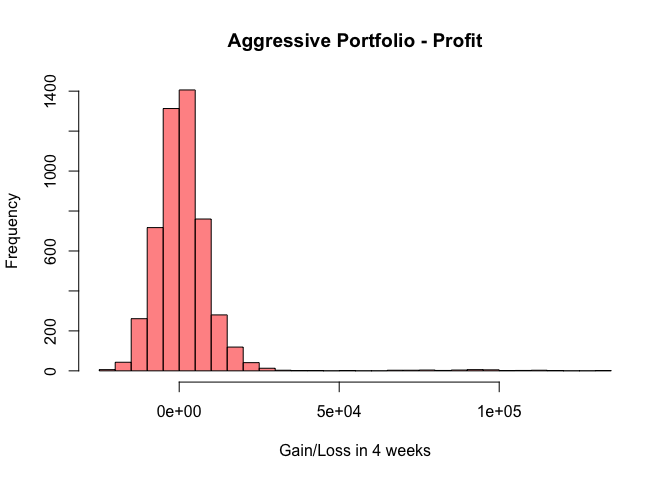 Aggressive Portfolio - Profit
Frequency
1400
1000
600
200
0
0e+00 5e+04 1e+05
Gain/Loss in 4 weeks